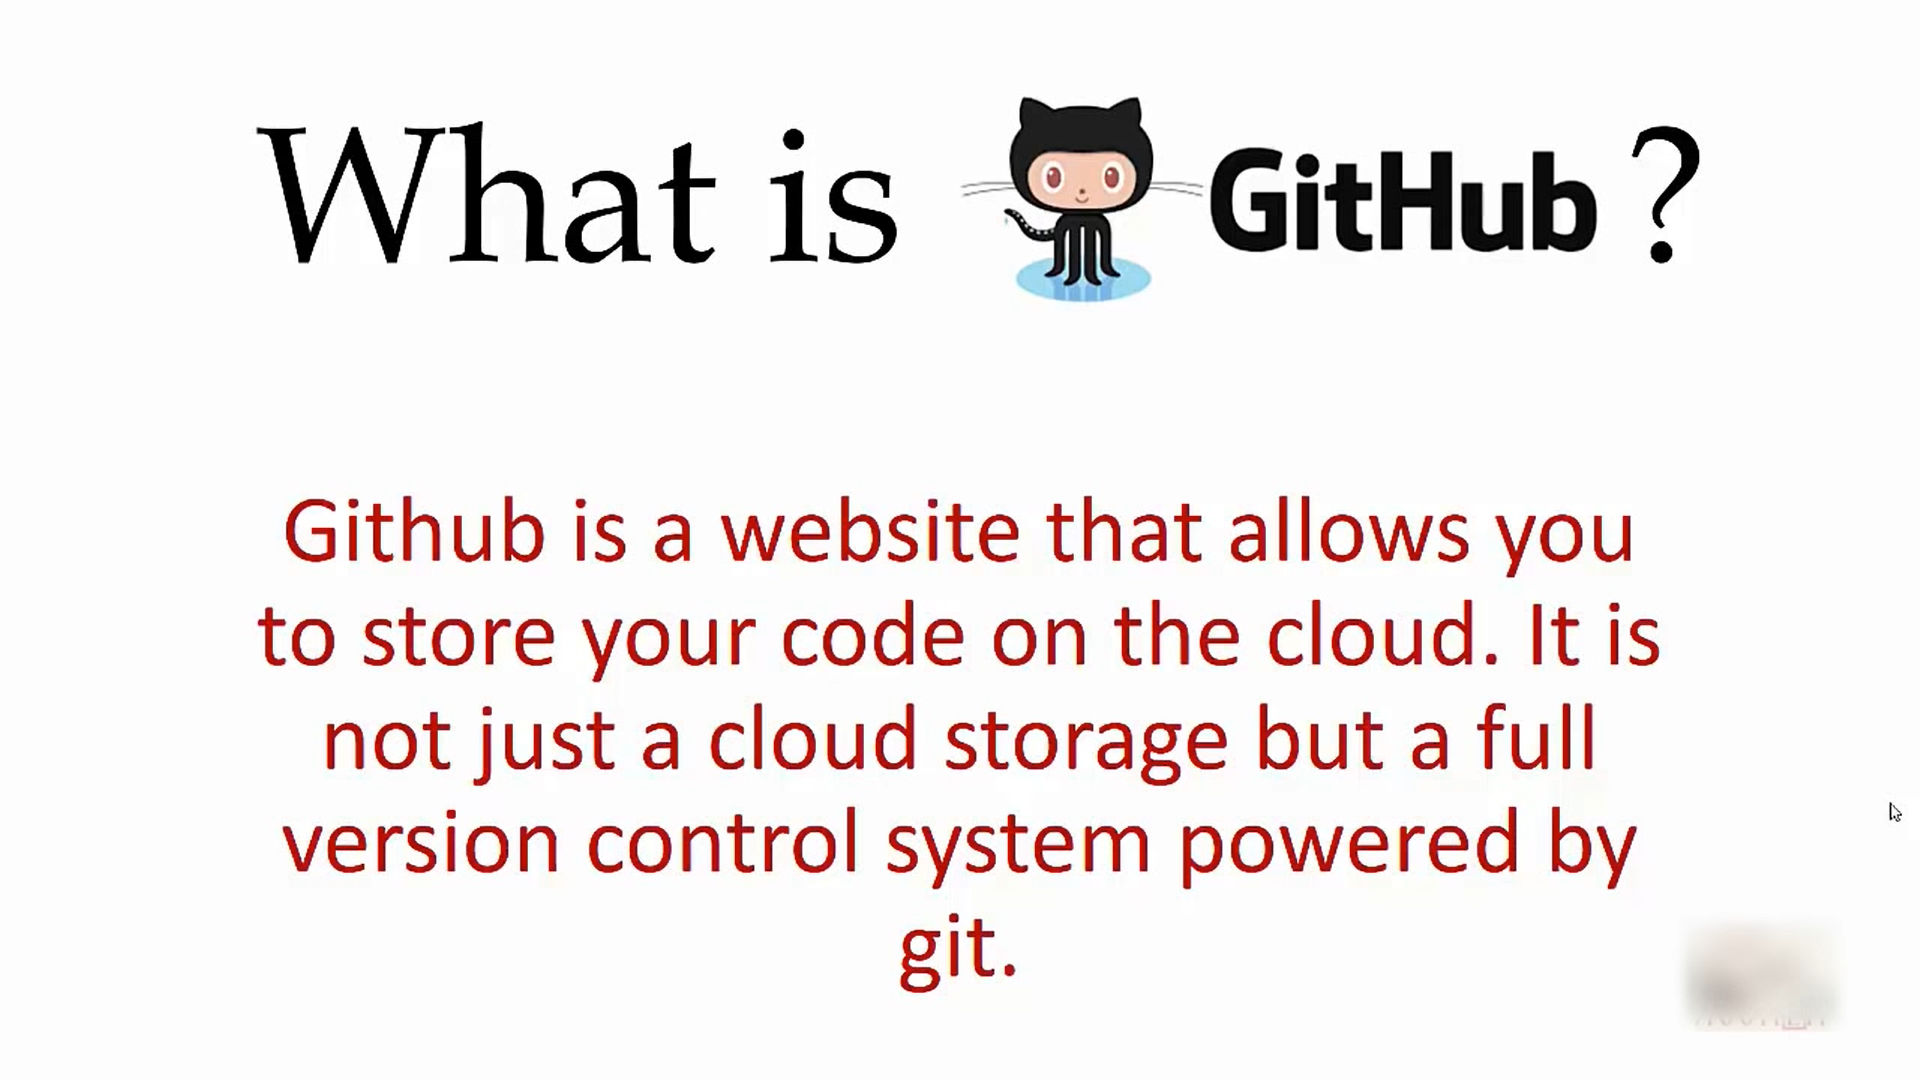 What is GitHub ?
Github is a website that allows you
to store your code on the cloud. It is
not just a cloud storage but a full
version control system powered by
git.